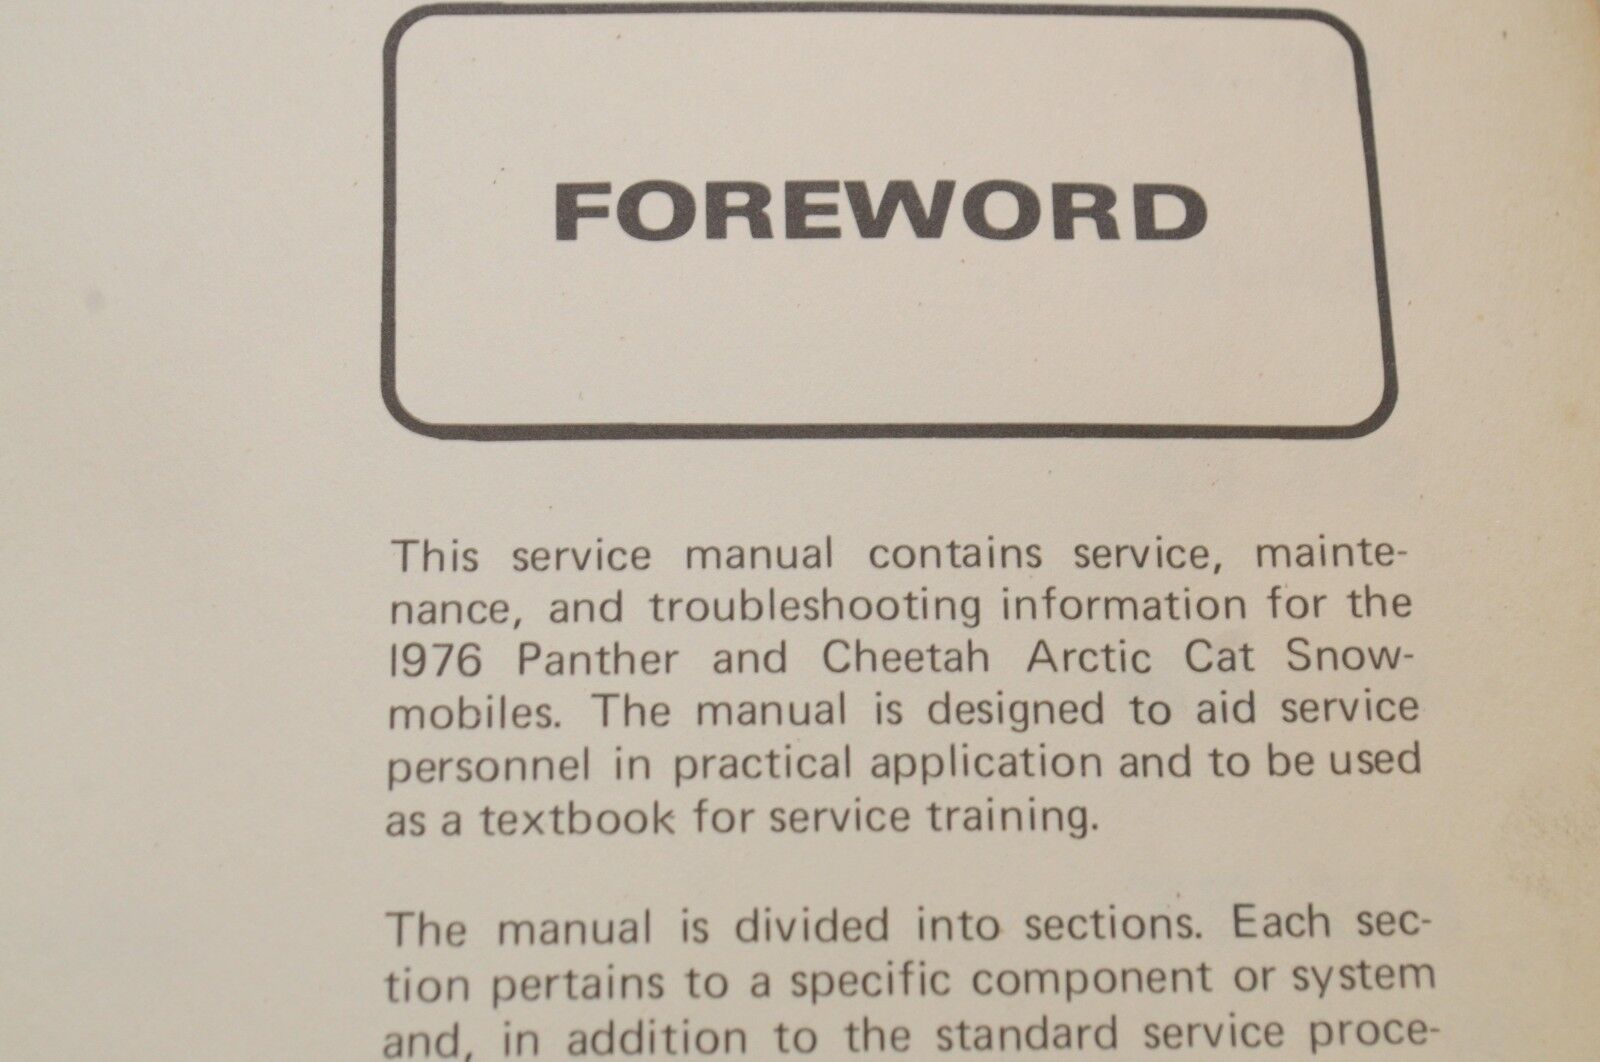 FOREWORD
This service manual contains service, mainte-
nance, and troubleshooting information for the
1976 Panther and Cheetah Arctic Cat Snow-
mobiles. The manual is designed to aid service
personnel in practical application and to be used
as a textbook for service training.
The manual is divided into sections. Each sec-
tion pertains to a specific component or system
and, in addition to the standard service proce-